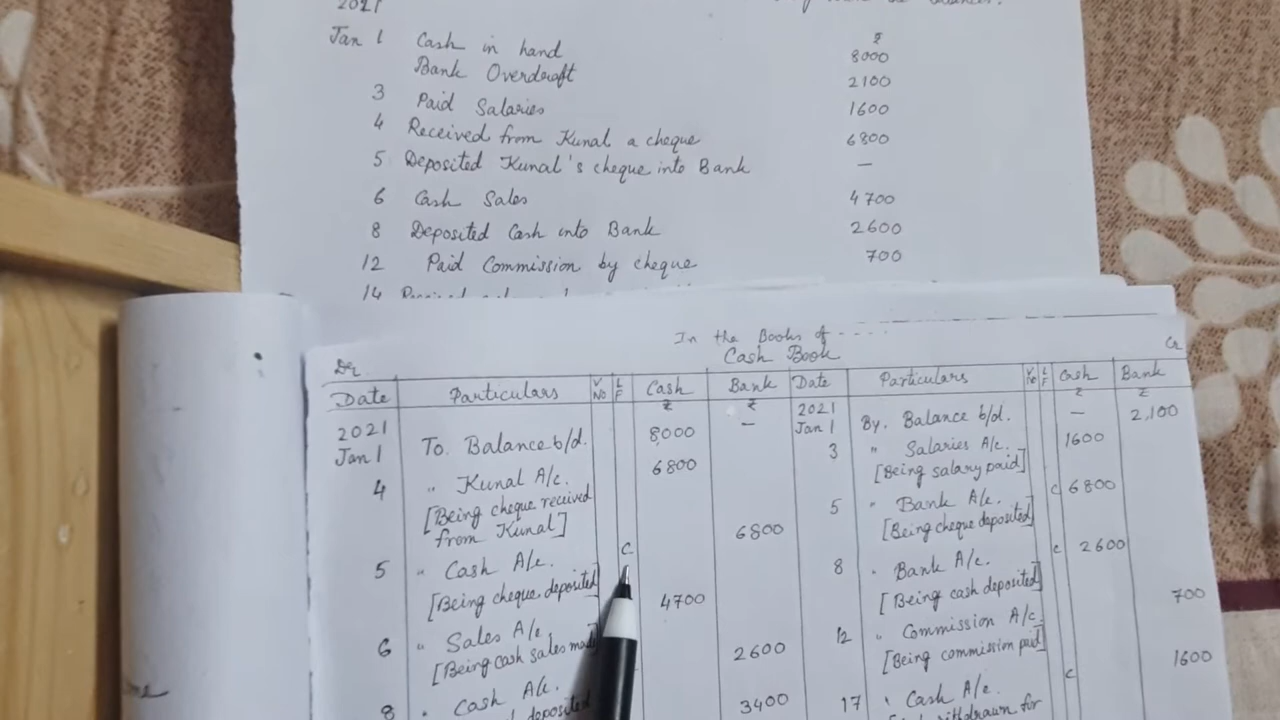 2021
Jan 1 Cash in hand ₹ 8000
Bank Overdraft 2100
3 Paid Salaries 1600
4 Received from Kunal a cheque 6800
5 Deposited Kunal's cheque into Bank —
6 Cash Sales 4700
8 Deposited Cash into Bank 2600
12 Paid Commission by cheque 700
14 Received
In the Books of ----
Dr. Cash Book Cr
Date Particulars V No L F Cash Bank Date Particulars V No L F Cash Bank
₹ ₹ ₹ ₹
2021 2021
Jan 1 To. Balance b/d. 8000 — Jan 1 By. Balance b/d. — 2,100
4 " Kunal A/c. 6800 3 " Salaries A/c. 1600
[Being cheque received [Being salary paid]
from Kunal] 5 " Bank A/c. c 6800
5 " Cash A/c. c 6800 [Being cheque deposited]
[Being cheque deposited] 8 " Bank A/c. c 2600
6 " Sales A/c. 4700 [Being cash deposited]
[Being cash sales made] 12 " Commission A/c. 700
8 " Cash A/c. 2600 [Being commission paid]
deposited 3400 17 " Cash A/c. c 1600
withdrawn for